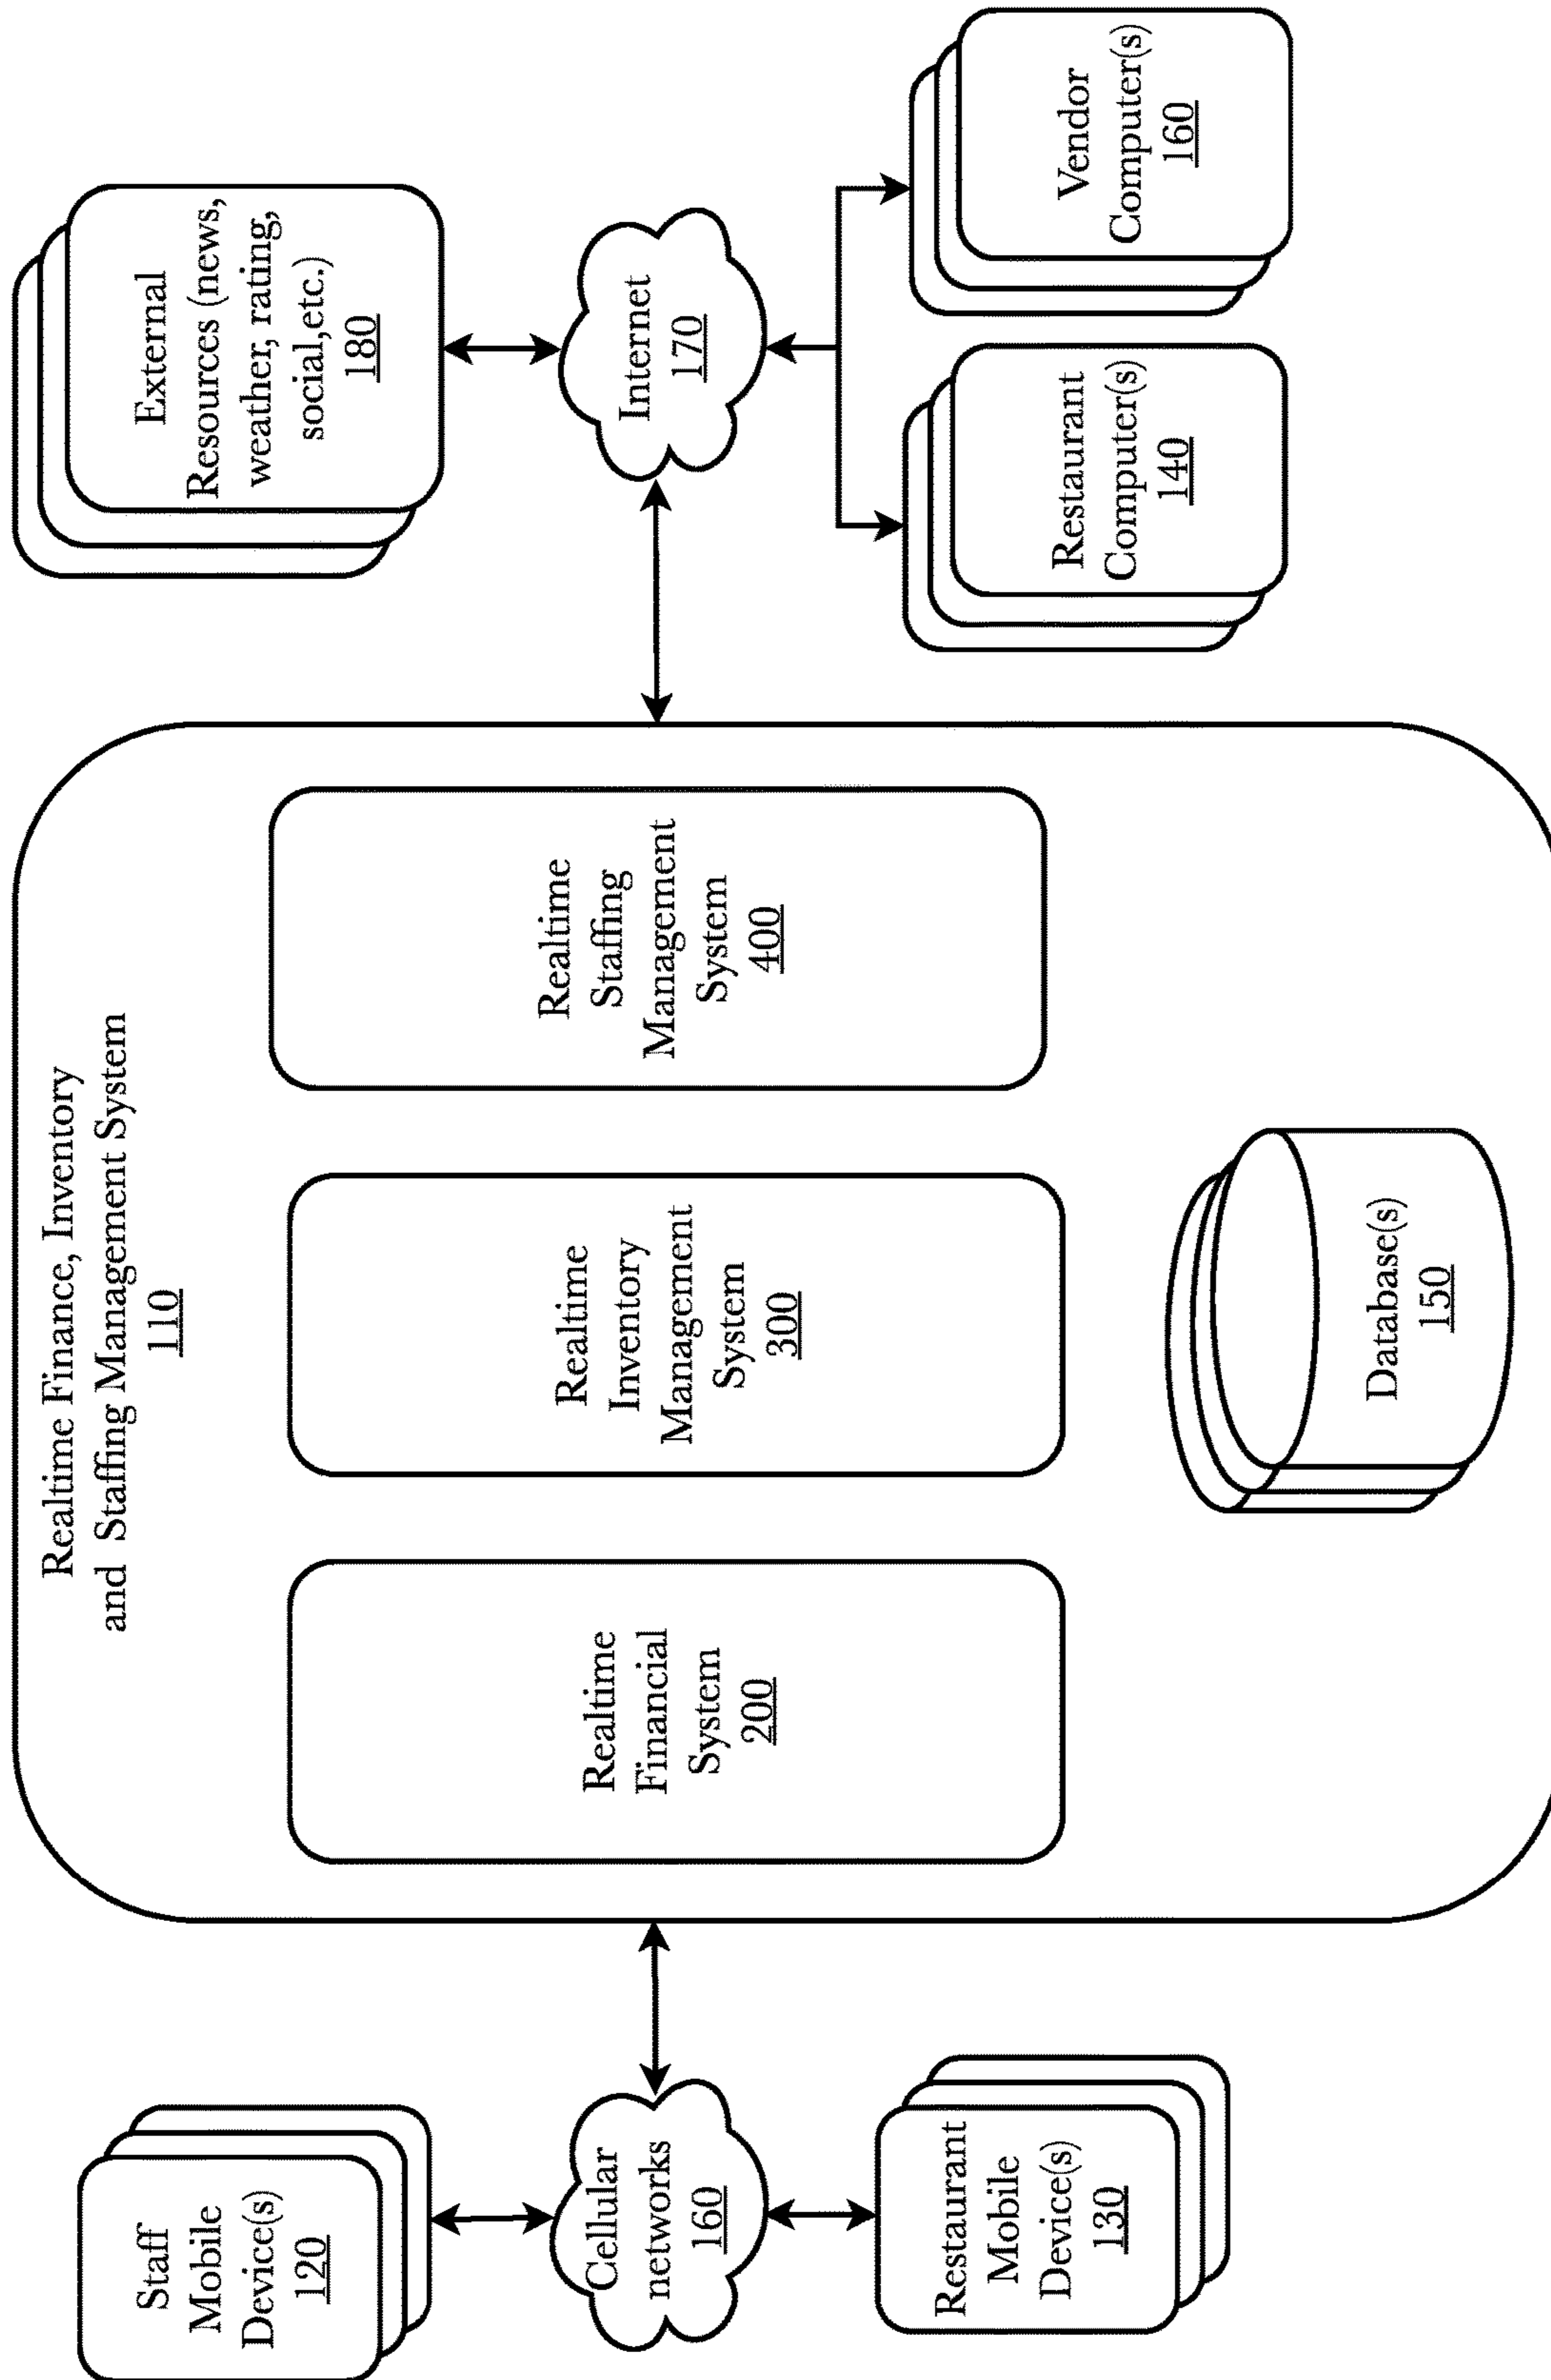 Staff
Mobile
Device(s)
120
Cellular
networks
160
Restaurant
Mobile
Device(s)
130
Realtime Finance, Inventory
and Staffing Management System
110
Realtime
Financial
System
200
Realtime
Inventory
Management
System
300
Realtime
Staffing
Management
System
400
Database(s)
150
External
Resources (news,
weather, rating,
social,etc.)
180
Internet
170
Restaurant
Computer(s)
140
Vendor
Computer(s)
160